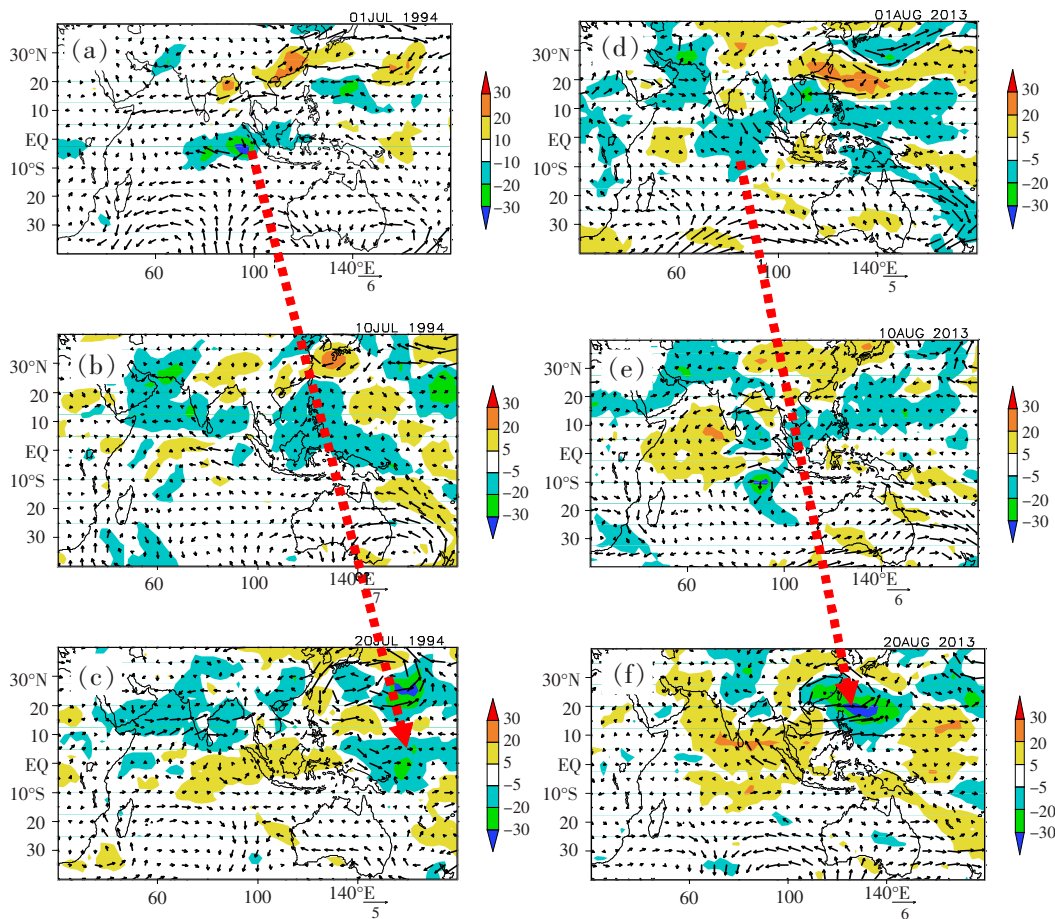 01JUL 1994
(a)
30°N
20
10
EQ
10°S
20
30
60
100
140°E
6
30
20
10
−10
−20
−30
01AUG 2013
(d)
30°N
20
10
EQ
10°S
20
30
60
100
140°E
5
30
20
5
−5
−20
−30
10JUL 1994
(b)
30°N
20
10
EQ
10°S
20
30
60
100
140°E
7
30
20
5
−5
−20
−30
10AUG 2013
(e)
30°N
20
10
EQ
10°S
20
30
60
100
140°E
6
30
20
5
−5
−20
−30
20JUL 1994
(c)
30°N
20
10
EQ
10°S
20
30
60
100
140°E
5
30
20
5
−5
−20
−30
20AUG 2013
(f)
30°N
20
10
EQ
10°S
20
30
60
100
140°E
6
30
20
5
−5
−20
−30